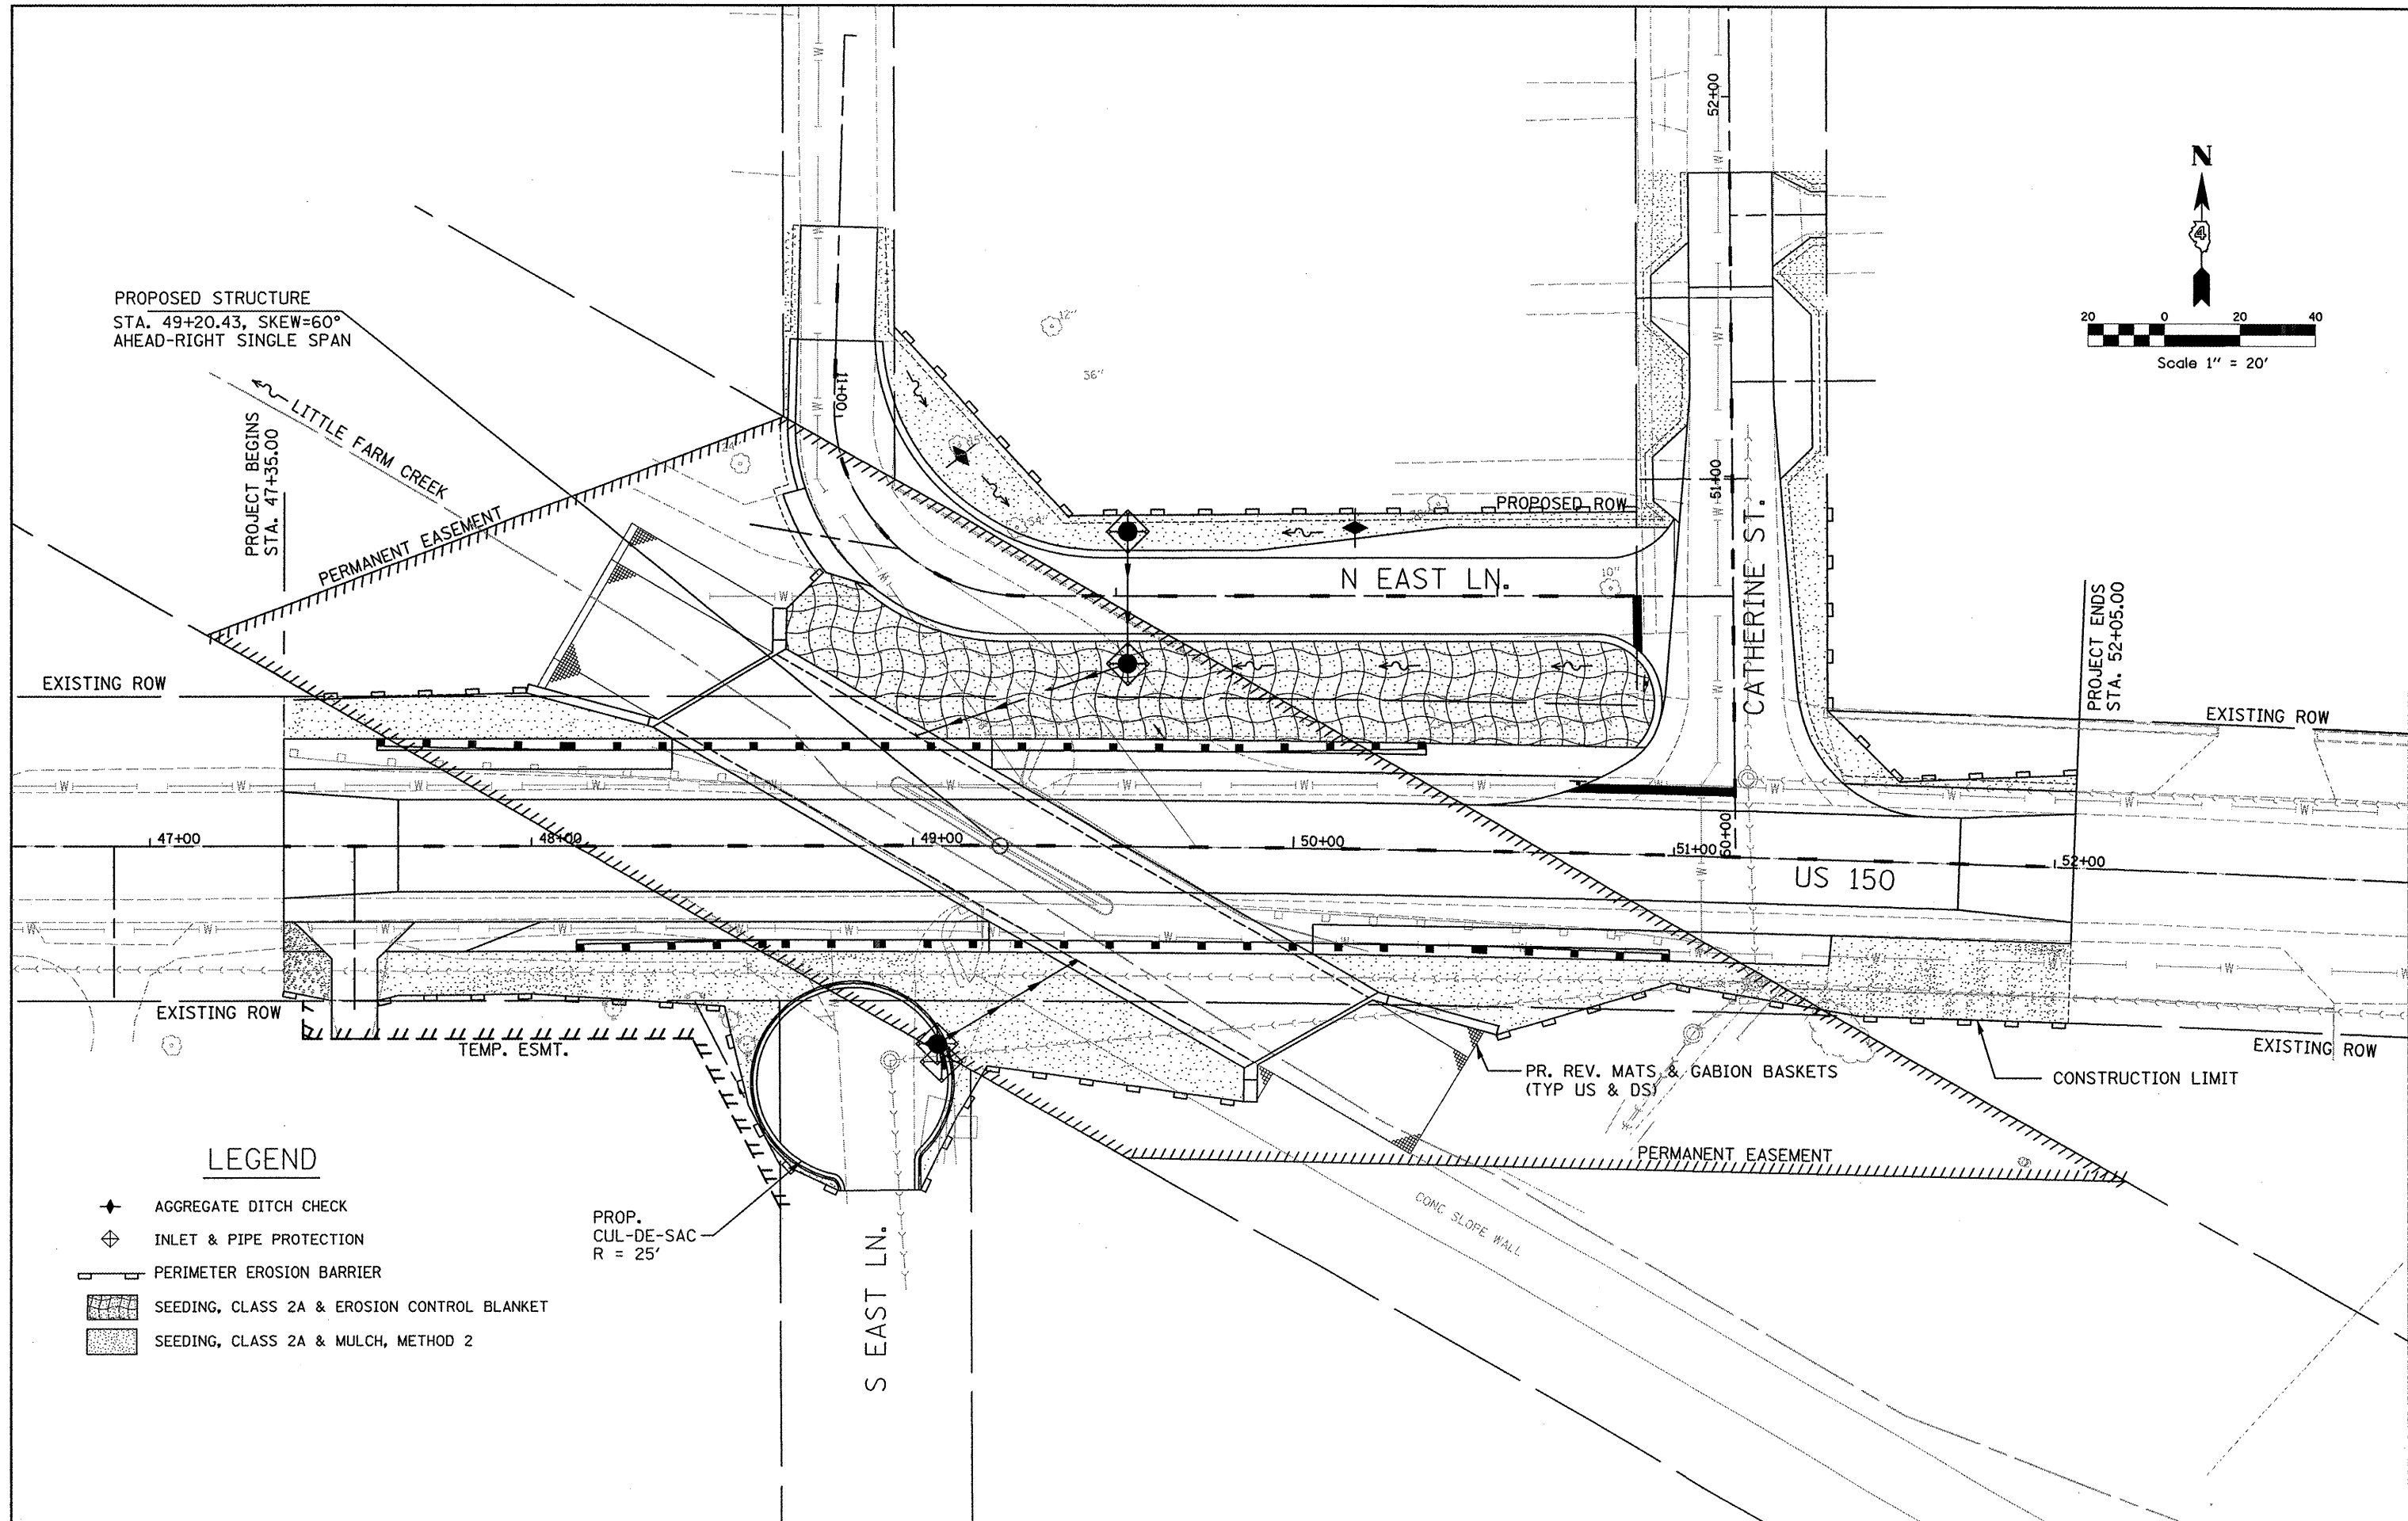 52+00
N
4
20 0 20 40
Scale 1" = 20'
PROPOSED STRUCTURE
STA. 49+20.43, SKEW=60°
AHEAD-RIGHT SINGLE SPAN
12"
36"
11+00
LITTLE FARM CREEK
PROJECT BEGINS
STA. 47+35.00
24"
PERMANENT EASEMENT
54"
PROPOSED ROW
51+00
CATHERINE ST.
N EAST LN.
10"
PROJECT ENDS
STA. 52+05.00
EXISTING ROW
EXISTING ROW
W W W W W W W W
47+00
48+00
49+00
50+00
51+00
50+00
52+00
US 150
W W W W W W W W
EXISTING ROW
TEMP. ESMT.
EXISTING ROW
PR. REV. MATS & GABION BASKETS
(TYP US & DS)
CONSTRUCTION LIMIT
PERMANENT EASEMENT
LEGEND
AGGREGATE DITCH CHECK
INLET & PIPE PROTECTION
PERIMETER EROSION BARRIER
SEEDING, CLASS 2A & EROSION CONTROL BLANKET
SEEDING, CLASS 2A & MULCH, METHOD 2
PROP.
CUL-DE-SAC
R = 25'
S EAST LN.
CONC SLOPE WALL